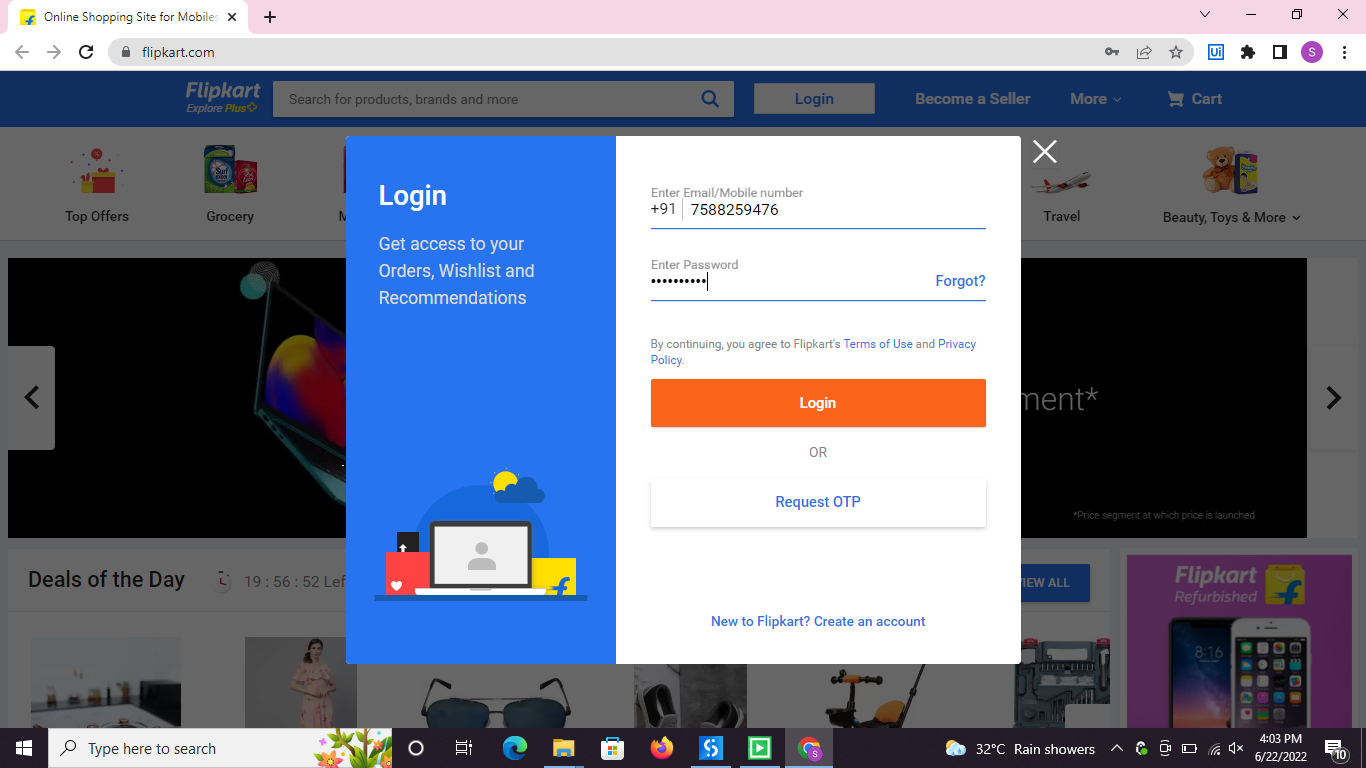 Online Shopping Site for Mobiles
flipkart.com
S
Flipkart
Explore Plus
Search for products, brands and more
Login
Become a Seller
More
Cart
Top Offers
Grocery
M
Travel
Beauty, Toys & More
Login
Get access to your
Orders, Wishlist and
Recommendations
Enter Email/Mobile number
+91 7588259476
Enter Password
••••••••••
Forgot?
By continuing, you agree to Flipkart's Terms of Use and Privacy
Policy.
Login
OR
Request OTP
New to Flipkart? Create an account
ment*
*Price segment at which price is launched
Deals of the Day
19 : 56 : 52 Lef
VIEW ALL
Flipkart
Refurbished
8:16
Type here to search
32°C Rain showers
4:03 PM
6/22/2022
10